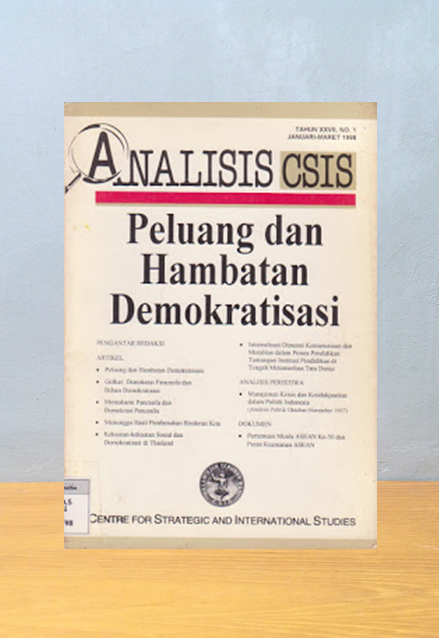 TAHUN XXVII, NO. 1
JANUARI-MARET 1998
ANALISIS CSIS
Peluang dan
Hambatan
Demokratisasi
PENGANTAR REDAKSI
ARTIKEL
• Peluang dan Hambatan Demokratisasi
• Golkar, Demokrasi Pancasila dan
Beban Demokratisasi
• Memahami Pancasila dan
Demokrasi Pancasila
• Menunggu Hasil Pembenahan Birokrasi Kita
• Kekuatan-kekuatan Sosial dan
Demokratisasi di Thailand
• Internalisasi Dimensi Kemanusiaan dan
Moralitas dalam Proses Pendidikan:
Tantangan Institusi Pendidikan di
Tengah Metamorfosa Tata Dunia
ANALISIS PERISTIWA
• Manajemen Krisis dan Ketidakpastian
dalam Politik Indonesia
(Analisis Politik Oktober-November 1997)
DOKUMEN
• Pertemuan Menlu ASEAN Ke-30 dan
Peran Keamanan ASEAN
CENTRE FOR STRATEGIC AND INTERNATIONAL STUDIES